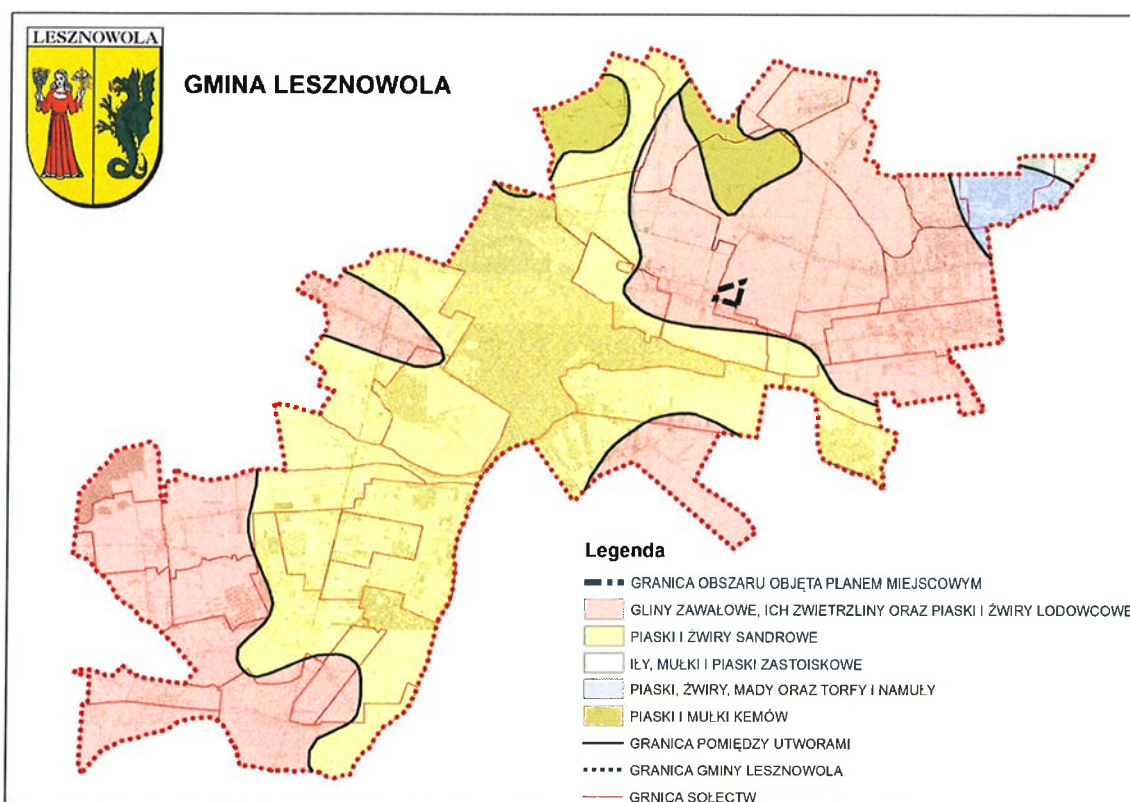 LESZNOWOLA
GMINA LESZNOWOLA
Legenda
GRANICA OBSZARU OBJĘTA PLANEM MIEJSCOWYM
GLINY ZAWAŁOWE, ICH ZWIETRZLINY ORAZ PIASKI I ŻWIRY LODOWCOWE
PIASKI I ŻWIRY SANDROWE
IŁY, MUŁKI I PIASKI ZASTOISKOWE
PIASKI, ŻWIRY, MADY ORAZ TORFY I NAMUŁY
PIASKI I MUŁKI KEMÓW
GRANICA POMIĘDZY UTWORAMI
GRANICA GMINY LESZNOWOLA
GRNICA SOŁECTW